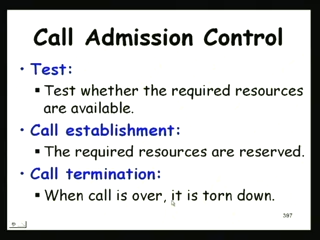 Call Admission Control
• Test:
▪ Test whether the required resources
are available.
• Call establishment:
▪ The required resources are reserved.
• Call termination:
▪ When call is over, it is torn down.
387